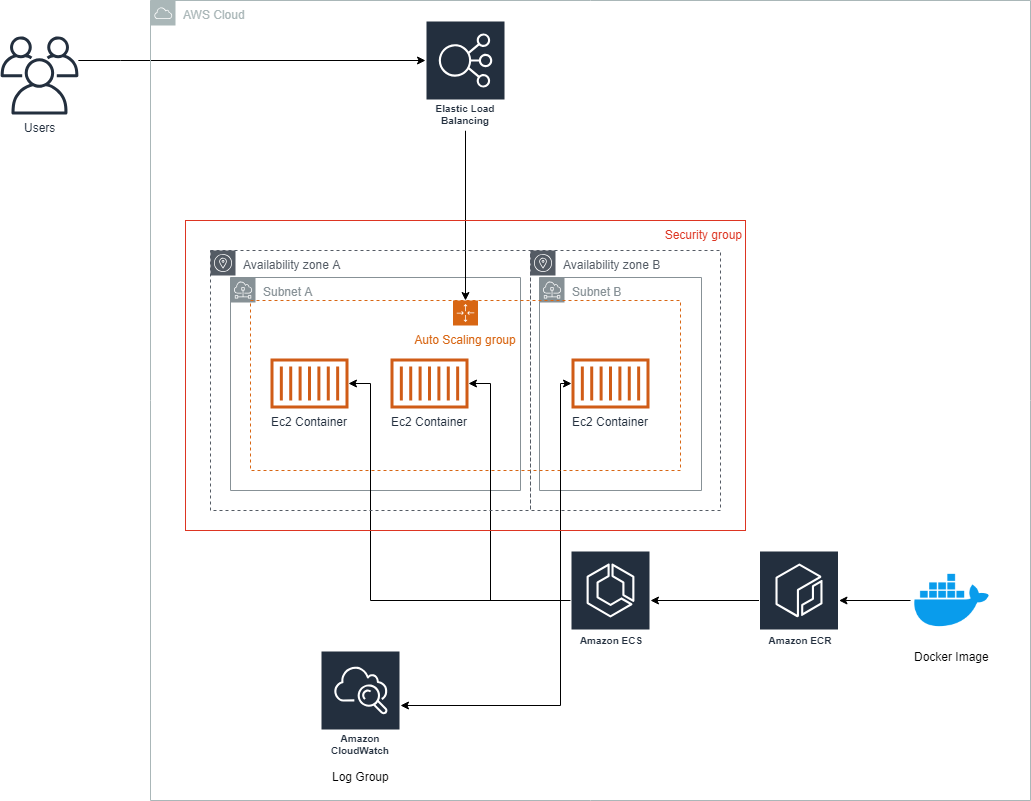 AWS Cloud
Users
Elastic Load
Balancing
Security group
Availability zone A
Availability zone B
Subnet A
Subnet B
Auto Scaling group
Ec2 Container
Ec2 Container
Ec2 Container
Amazon ECS
Amazon ECR
Docker Image
Amazon
CloudWatch
Log Group